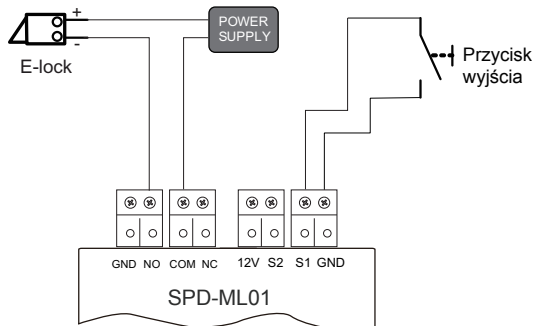 +
-
E-lock
POWER
SUPPLY
Przycisk
wyjścia
GND NO COM NC 12V S2 S1 GND
SPD-ML01